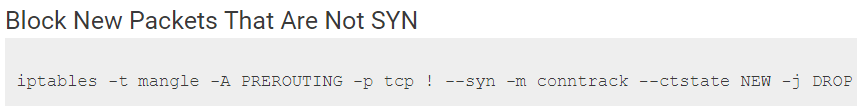 Block New Packets That Are Not SYN
iptables -t mangle -A PREROUTING -p tcp ! --syn -m conntrack --ctstate NEW -j DROP